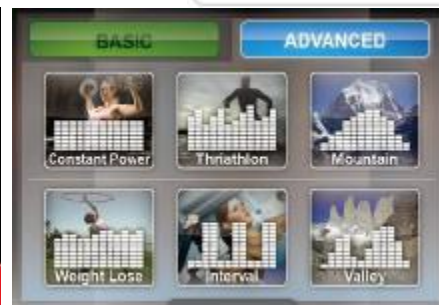 BASIC
ADVANCED
Constant Power
Thriathlon
Mountain
Weight Lose
Interval
Valley